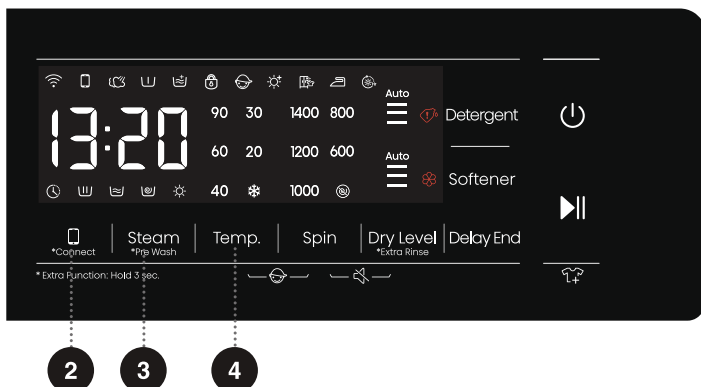 Auto
13:20
90 30 1400 800
Detergent
60 20 1200 600
Auto
Softener
40 1000
Steam Temp. Spin Dry Level Delay End
*Connect *Pre Wash *Extra Rinse
* Extra Function: Hold 3 sec.
2 3 4